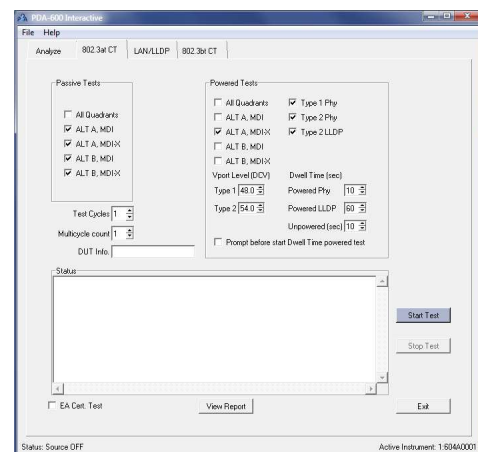 PDA-600 Interactive
File Help
Analyze 802.3at CT LAN/LLDP 802.3bt CT
Passive Tests
All Quadrants
ALT A, MDI
ALT A, MDI-X
ALT B, MDI
ALT B, MDI-X
Test Cycles 1
Multicycle count 1
DUT Info.
Powered Tests
All Quadrants Type 1 Phy
ALT A, MDI Type 2 Phy
ALT A, MDI-X Type 2 LLDP
ALT B, MDI
ALT B, MDI-X
Vport Level (DCV) Dwell Time (sec)
Type 1 48.0 Powered Phy 10
Type 2 54.0 Powered LLDP 60
Unpowered (sec) 10
Prompt before start Dwell Time powered test
Status
Start Test
Stop Test
EA Cert. Test View Report Exit
Status: Source OFF Active Instrument: 1:604A0001